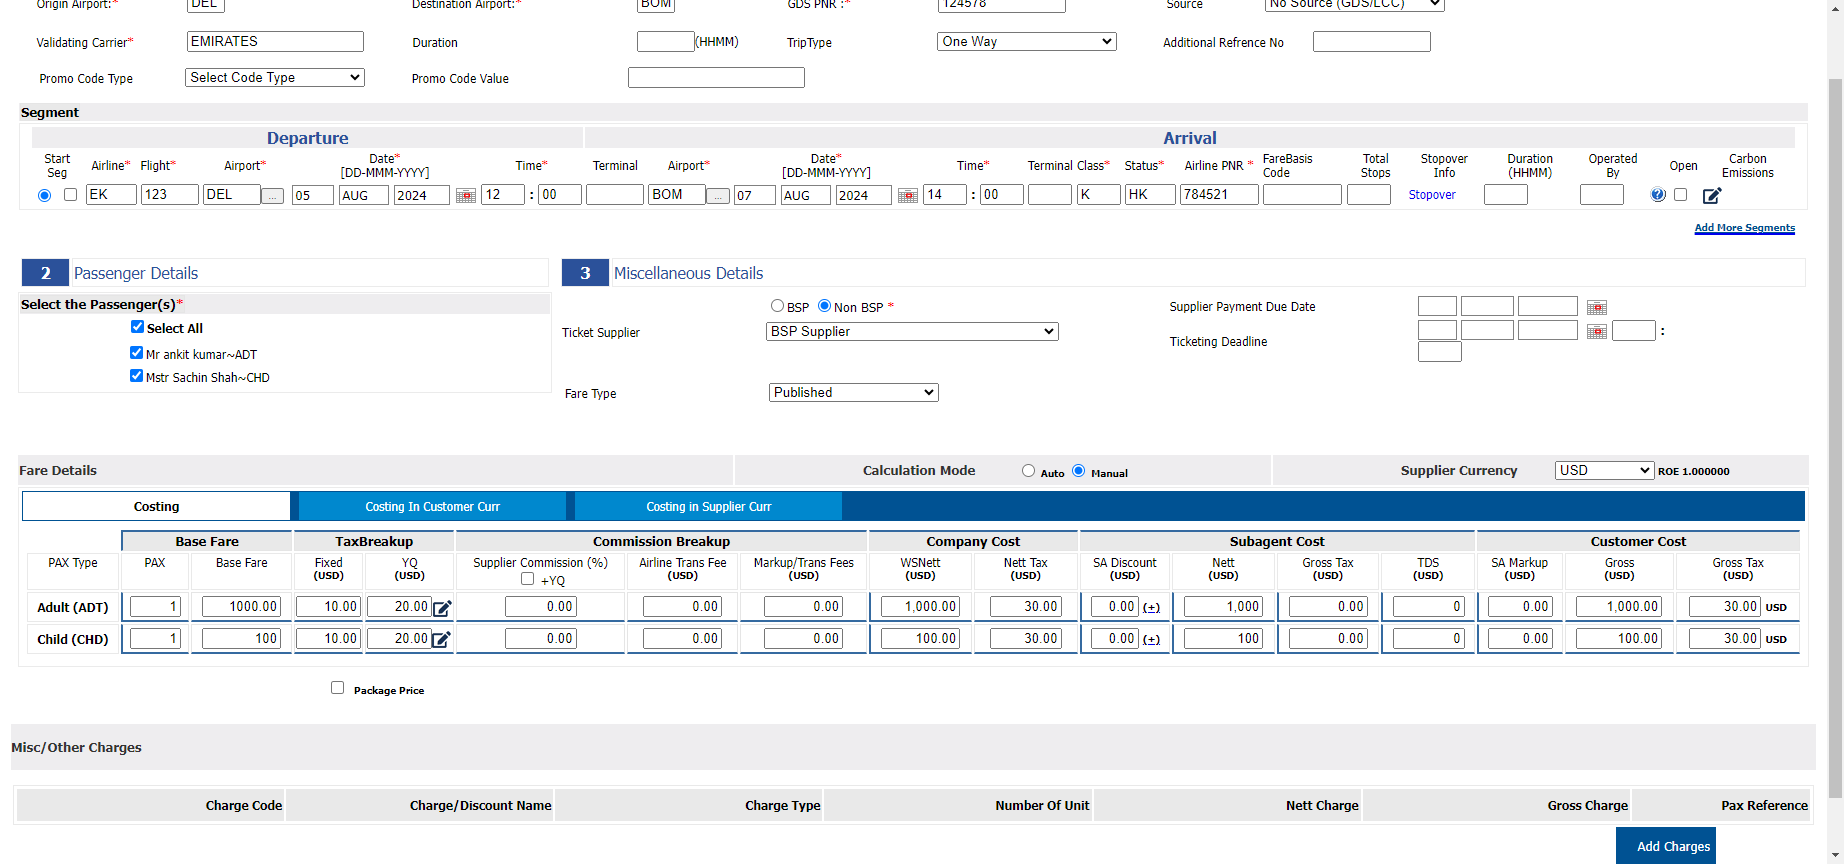 Origin Airport:* DEL Destination Airport:* BOM GDS PNR :* 124578 Source No Source (GDS/LCC)
Validating Carrier* EMIRATES Duration (HHMM) TripType One Way Additional Refrence No
Promo Code Type Select Code Type Promo Code Value
Segment
Departure Arrival
Start Seg Airline* Flight* Airport* Date* [DD-MMM-YYYY] Time* Terminal Airport* Date* [DD-MMM-YYYY] Time* Terminal Class* Status* Airline PNR * FareBasis Code Total Stops Stopover Info Duration (HHMM) Operated By Open Carbon Emissions
EK 123 DEL ... 05 AUG 2024 12 : 00 BOM ... 07 AUG 2024 14 : 00 K HK 784521 Stopover ?
Add More Segments
2 Passenger Details 3 Miscellaneous Details
Select the Passenger(s)*
Select All
Mr ankit kumar~ADT
Mstr Sachin Shah~CHD
BSP Non BSP * Supplier Payment Due Date
Ticket Supplier BSP Supplier Ticketing Deadline :
Fare Type Published
Fare Details Calculation Mode Auto Manual Supplier Currency USD ROE 1.000000
Costing Costing In Customer Curr Costing in Supplier Curr
Base Fare TaxBreakup Commission Breakup Company Cost Subagent Cost Customer Cost
PAX Type PAX Base Fare Fixed (USD) YQ (USD) Supplier Commission (%) +YQ Airline Trans Fee (USD) Markup/Trans Fees (USD) WSNett (USD) Nett Tax (USD) SA Discount (USD) Nett (USD) Gross Tax (USD) TDS (USD) SA Markup (USD) Gross (USD) Gross Tax (USD)
Adult (ADT) 1 1000.00 10.00 20.00 0.00 0.00 0.00 1,000.00 30.00 0.00 (+) 1,000 0.00 0 0.00 1,000.00 30.00 USD
Child (CHD) 1 100 10.00 20.00 0.00 0.00 0.00 100.00 30.00 0.00 (+) 100 0.00 0 0.00 100.00 30.00 USD
Package Price
Misc/Other Charges
Charge Code Charge/Discount Name Charge Type Number Of Unit Nett Charge Gross Charge Pax Reference
Add Charges